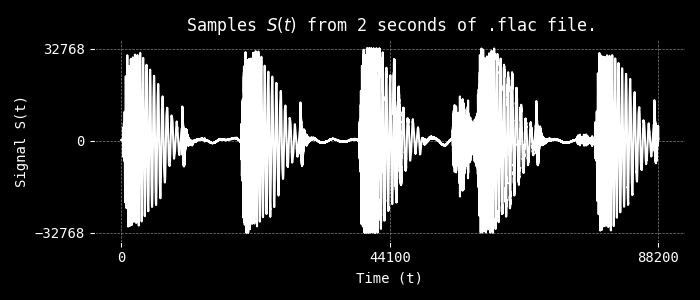 Samples S(t) from 2 seconds of .flac file.
32768
0
−32768
Signal S(t)
0 44100 88200
Time (t)